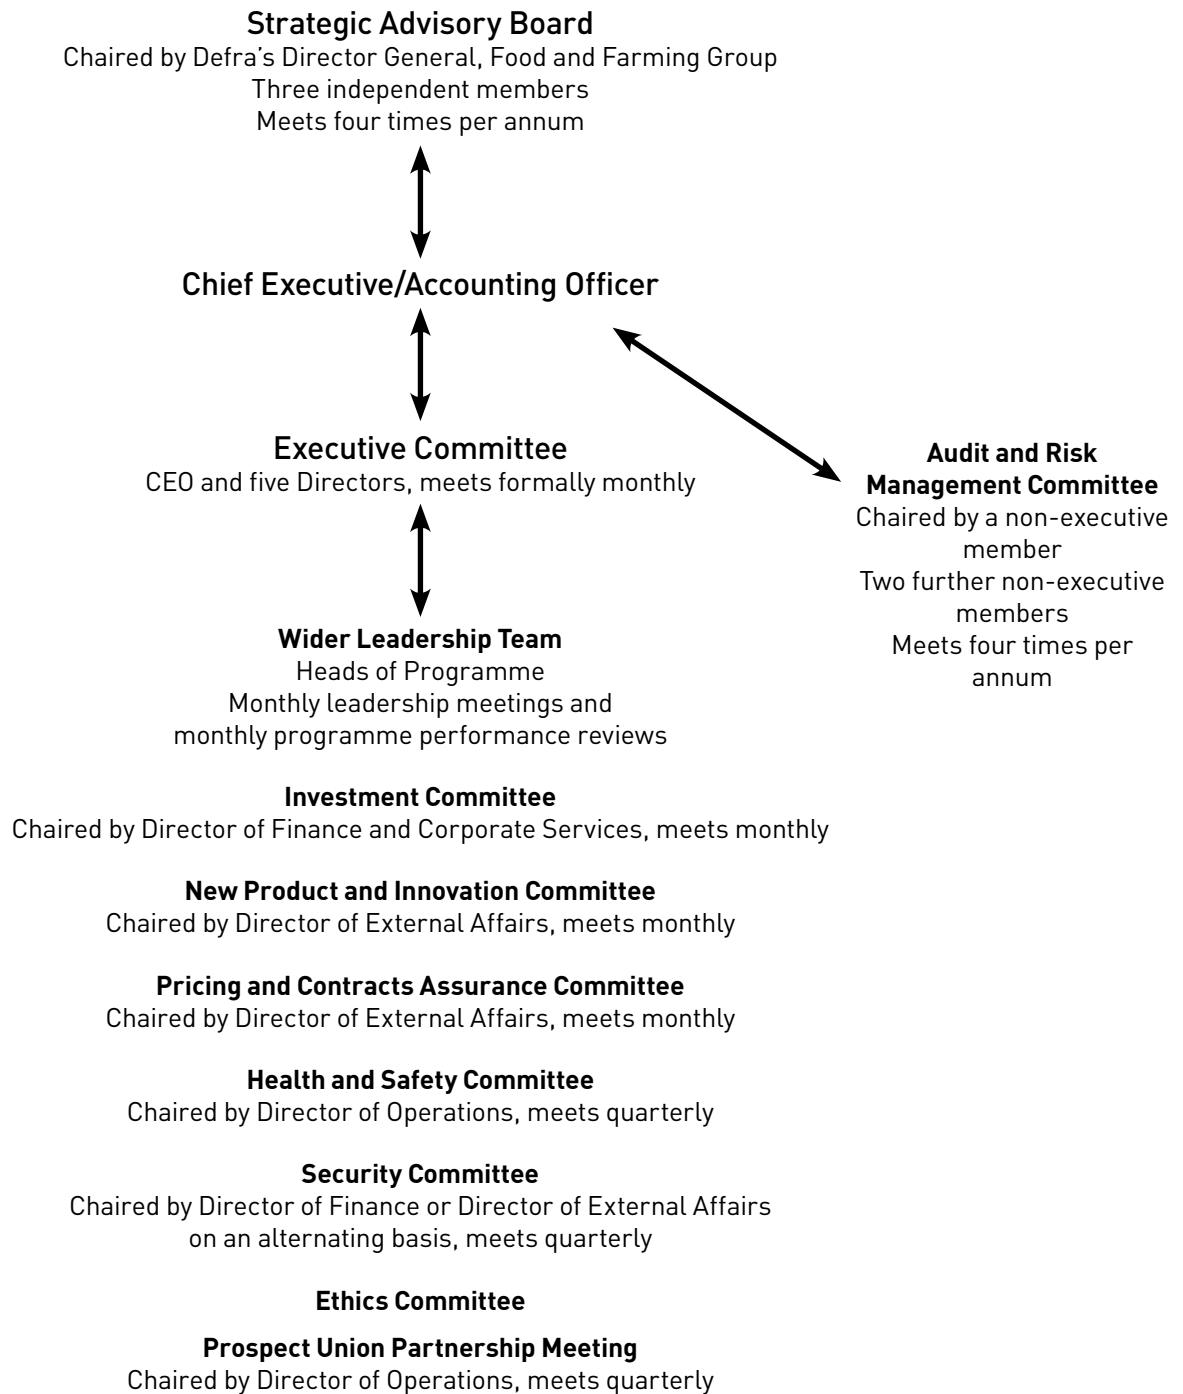 Strategic Advisory Board
Chaired by Defra’s Director General, Food and Farming Group
Three independent members
Meets four times per annum
Chief Executive/Accounting Officer
Executive Committee
CEO and five Directors, meets formally monthly
Audit and Risk
Management Committee
Chaired by a non-executive
member
Two further non-executive
members
Meets four times per
annum
Wider Leadership Team
Heads of Programme
Monthly leadership meetings and
monthly programme performance reviews
Investment Committee
Chaired by Director of Finance and Corporate Services, meets monthly
New Product and Innovation Committee
Chaired by Director of External Affairs, meets monthly
Pricing and Contracts Assurance Committee
Chaired by Director of External Affairs, meets monthly
Health and Safety Committee
Chaired by Director of Operations, meets quarterly
Security Committee
Chaired by Director of Finance or Director of External Affairs
on an alternating basis, meets quarterly
Ethics Committee
Prospect Union Partnership Meeting
Chaired by Director of Operations, meets quarterly